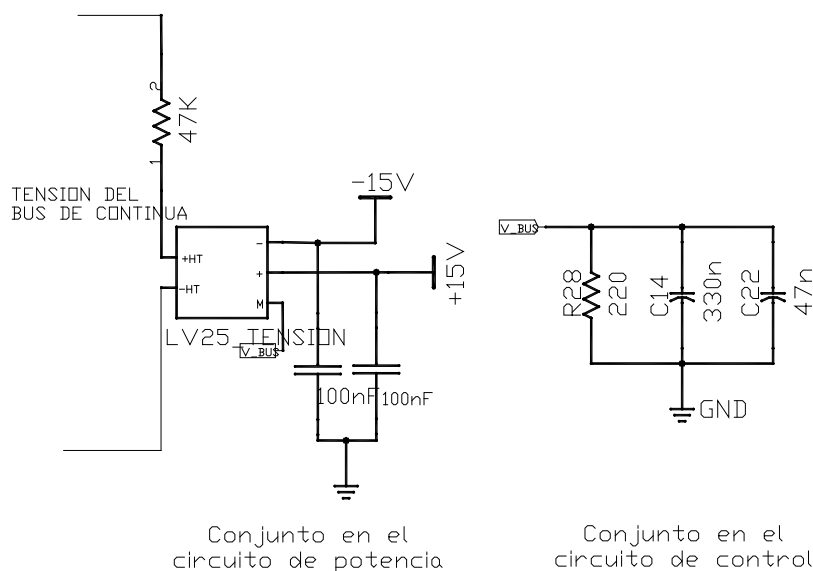 2
47K
1
TENSION DEL
BUS DE CONTINUA
-15V
+HT
-HT
-
+
M
+15V
LV25_TENSION
V_BUS
100nF
100nF
Conjunto en el
circuito de potencia
V_BUS
R28
220
C14
330n
C22
47n
GND
Conjunto en el
circuito de control